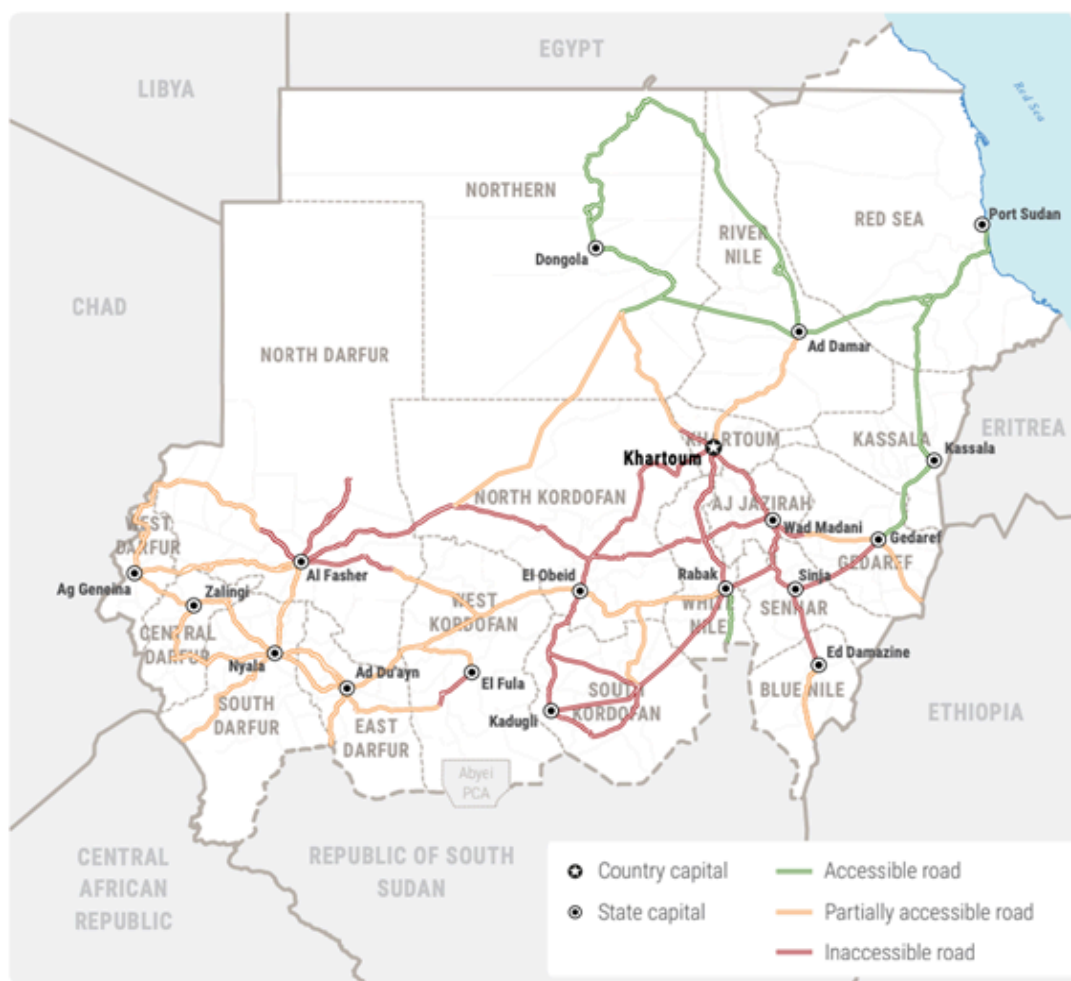 EGYPT
LIBYA
Red Sea
NORTHERN
RED SEA
Port Sudan
RIVER
NILE
Dongola
CHAD
NORTH DARFUR
Ad Damar
ERITREA
KASSALA
Kassala
KHARTOUM
Khartoum
NORTH KORDOFAN
AJ JAZIRAH
Wad Madani
Gedaref
GEDAREF
WEST
DARFUR
Al Fasher
El Obeid
Rabak
Sinja
Ag Geneina
Zalingi
WEST
KORDOFAN
WHITE
NILE
SENNAR
CENTRAL
DARFUR
Nyala
Ad Du'ayn
El Fula
Ed Damazine
BLUE NILE
SOUTH
DARFUR
EAST
DARFUR
Kadugli
SOUTH
KORDOFAN
ETHIOPIA
Abyei
PCA
CENTRAL
AFRICAN
REPUBLIC
REPUBLIC OF SOUTH
SUDAN
Country capital
State capital
Accessible road
Partially accessible road
Inaccessible road